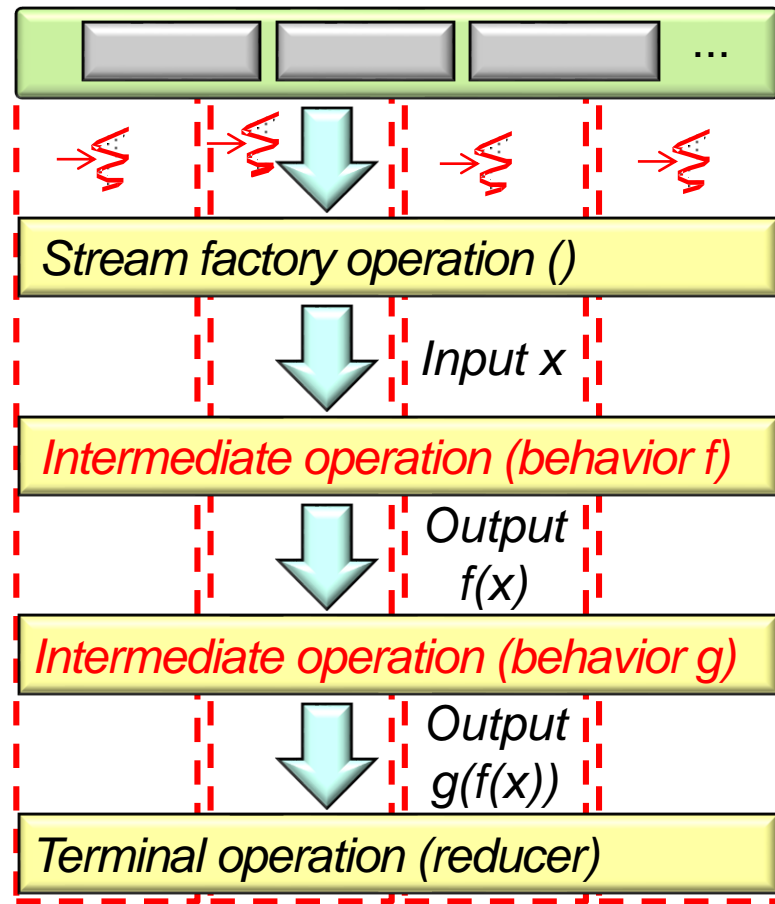 ...
Stream factory operation ()
Input x
Intermediate operation (behavior f)
Output
f(x)
Intermediate operation (behavior g)
Output
g(f(x))
Terminal operation (reducer)